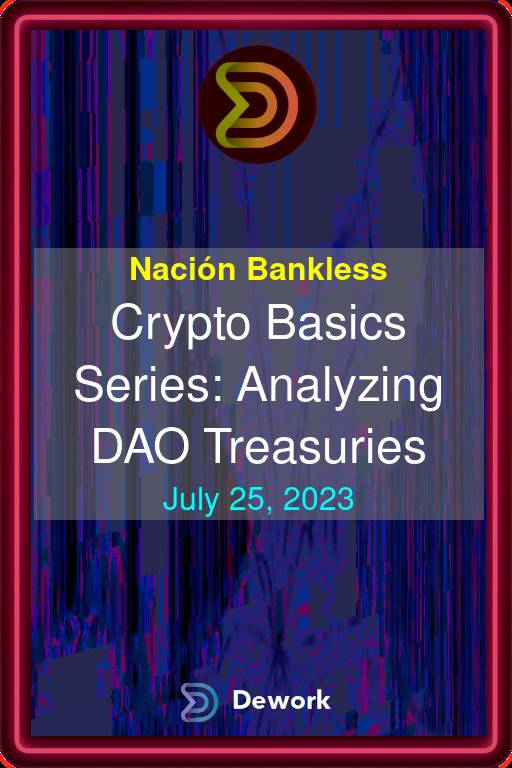 Nación Bankless
Crypto Basics
Series: Analyzing
DAO Treasuries
July 25, 2023
Dework